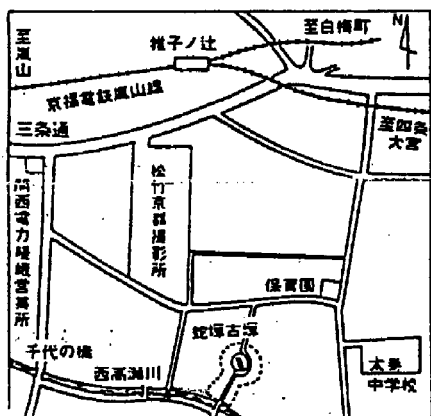 至嵐山
帷子ノ辻
至白梅町
N
京福電鉄嵐山線
三条通
至四条
大宮
関西電力嵯峨営業所
松竹京都撮影所
保育園
蛇塚古墳
千代の橋
西高瀬川
太秦
中学校